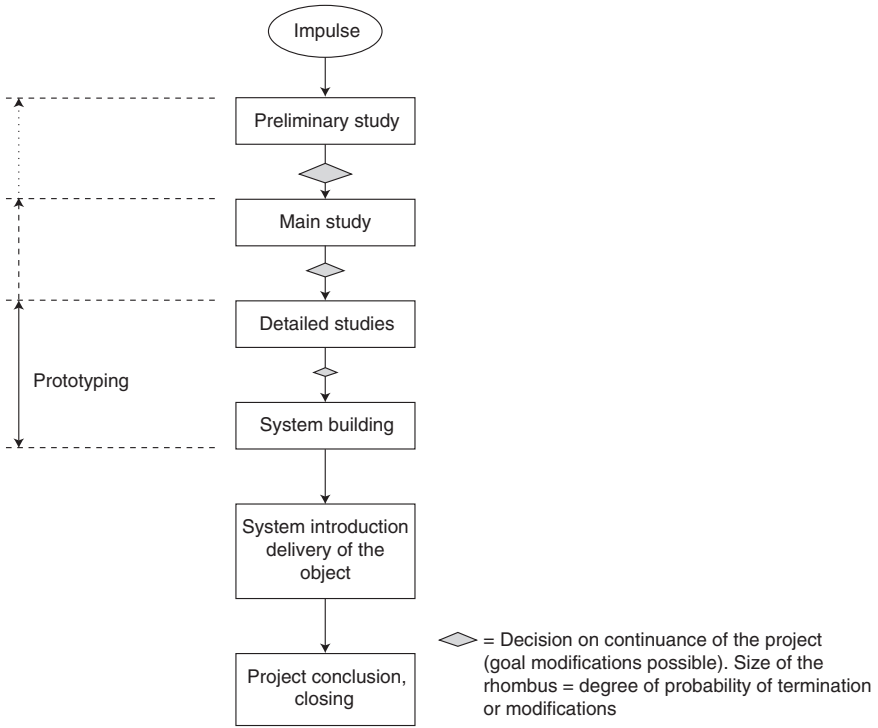 Impulse
Preliminary study
Main study
Detailed studies
Prototyping
System building
System introduction
delivery of the
object
Project conclusion,
closing
= Decision on continuance of the project
(goal modifications possible). Size of the
rhombus = degree of probability of termination
or modifications